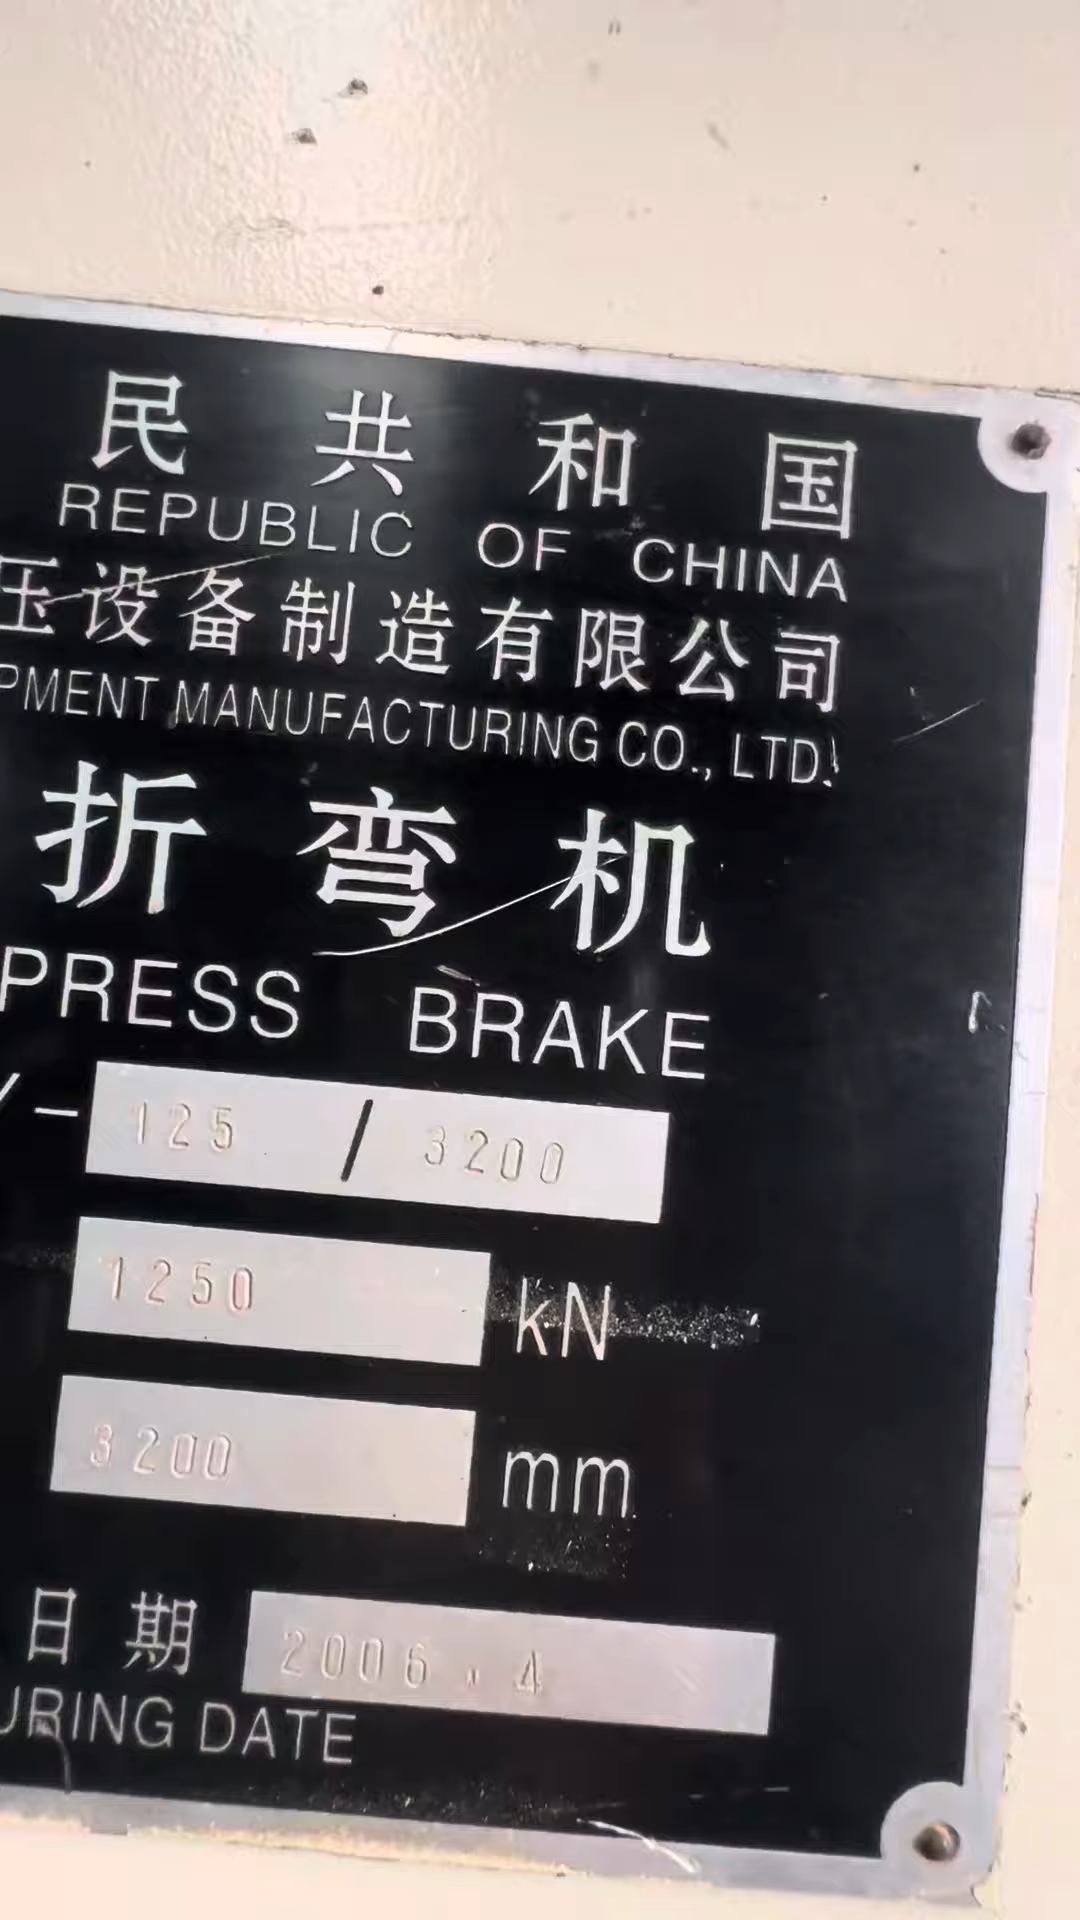 民 共 和 国
REPUBLIC OF CHINA
压设备制造有限公司
PMENT MANUFACTURING CO., LTD.
折 弯 机
PRESS BRAKE
Y-125 / 3200
1250 kN
3200 mm
日 期 2006.4
URING DATE